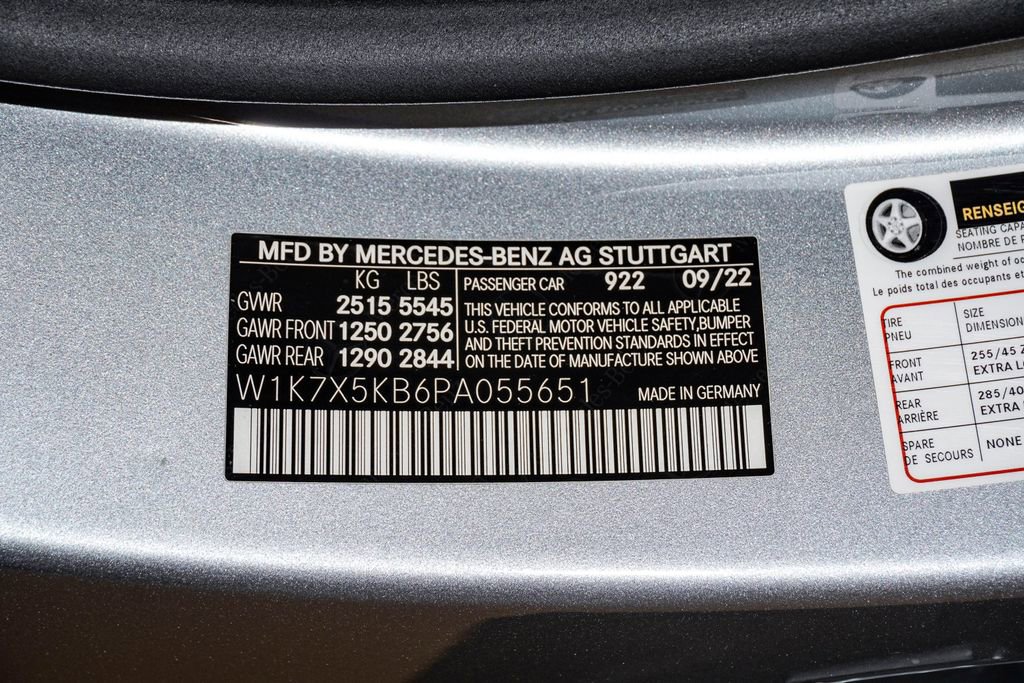 MFD BY MERCEDES-BENZ AG STUTTGART
KG LBS
GVWR 2515 5545
GAWR FRONT 1250 2756
GAWR REAR 1290 2844
PASSENGER CAR 922 09/22
THIS VEHICLE CONFORMS TO ALL APPLICABLE
U.S. FEDERAL MOTOR VEHICLE SAFETY,BUMPER
AND THEFT PREVENTION STANDARDS IN EFFECT
ON THE DATE OF MANUFACTURE SHOWN ABOVE
W1K7X5KB6PA055651 MADE IN GERMANY
RENSEIG
SEATING CAPA
NOMBRE DE P
The combined weight of oc
Le poids total des occupants et
TIRE SIZE
PNEU DIMENSION
FRONT 255/45 Z
AVANT EXTRA LO
REAR 285/40
ARRIÈRE EXTRA
SPARE NONE
DE SECOURS